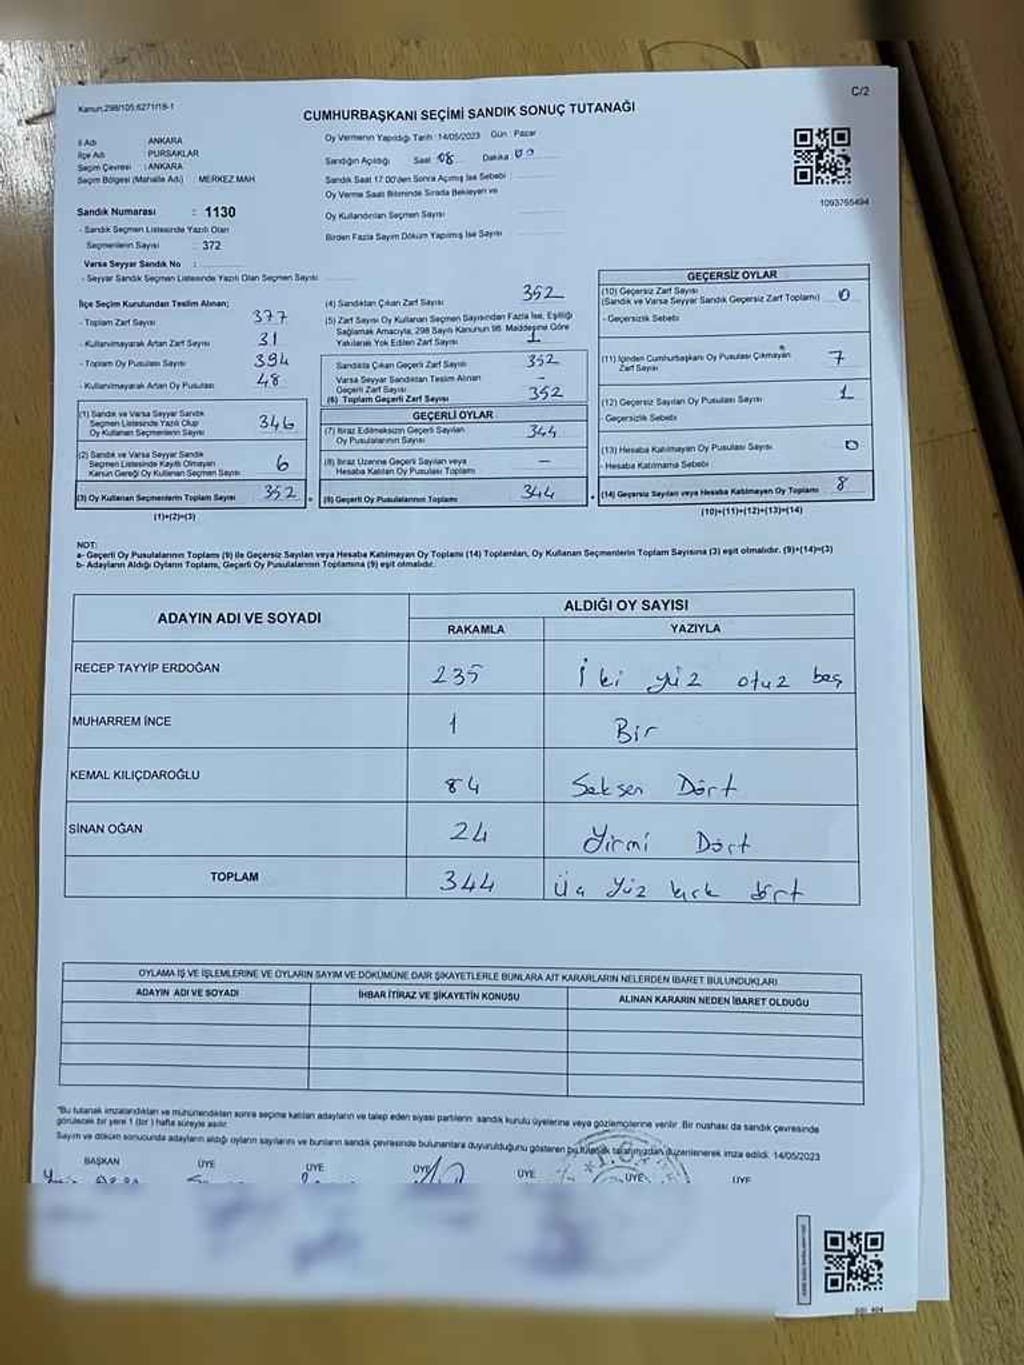 Kanun:298/105;6271/18-1
C/2
CUMHURBAŞKANI SEÇİMİ SANDIK SONUÇ TUTANAĞI
İl Adı : ANKARA
İlçe Adı : PURSAKLAR
Seçim Çevresi : ANKARA
Seçim Bölgesi (Mahalle Adı) : MERKEZ MAH
Oy Vermenin Yapıldığı Tarih :14/05/2023 Gün : Pazar
Sandığın Açıldığı Saat : 08 Dakika : 00
Sandık Saat 17:00'den Sonra Açılmış İse Sebebi :
Oy Verme Saati Bitiminde Sırada Bekleyen ve
Oy Kullandırılan Seçmen Sayısı
Birden Fazla Sayım Döküm Yapılmış İse Sayısı
1093765494
Sandık Numarası : 1130
- Sandık Seçmen Listesinde Yazılı Olan
Seçmenlerin Sayısı : 372
Varsa Seyyar Sandık No :
- Seyyar Sandık Seçmen Listesinde Yazılı Olan Seçmen Sayısı:
İlçe Seçim Kurulundan Teslim Alınan;
- Toplam Zarf Sayısı 377
- Kullanılmayarak Artan Zarf Sayısı 31
- Toplam Oy Pusulası Sayısı 394
- Kullanılmayarak Artan Oy Pusulası 48
(1) Sandık ve Varsa Seyyar Sandık
Seçmen Listesinde Yazılı Olup
Oy Kullanan Seçmenlerin Sayısı 346
(2) Sandık ve Varsa Seyyar Sandık
Seçmen Listesinde Kayıtlı Olmayan
Kanun Gereği Oy Kullanan Seçmen Sayısı 6
(3) Oy Kullanan Seçmenlerin Toplam Sayısı 352
(1)+(2)=(3)
(4) Sandıktan Çıkan Zarf Sayısı 352
(5) Zarf Sayısı Oy Kullanan Seçmen Sayısından Fazla İse, Eşitliği
Sağlamak Amacıyla, 298 Sayılı Kanunun 98. Maddesine Göre
Yakılarak Yok Edilen Zarf Sayısı 1
Sandıkta Çıkan Geçerli Zarf Sayısı 352
Varsa Seyyar Sandıktan Teslim Alınan
Geçerli Zarf Sayısı -
(6) Toplam Geçerli Zarf Sayısı 352
GEÇERLİ OYLAR
(7) İtiraz Edilmeksizin Geçerli Sayılan
Oy Pusulalarının Sayısı 344
(8) İtiraz Üzerine Geçerli Sayılan veya
Hesaba Katılan Oy Pusulası Toplamı -
(9) Geçerli Oy Pusulalarının Toplamı 344
GEÇERSİZ OYLAR
(10) Geçersiz Zarf Sayısı
(Sandık ve Varsa Seyyar Sandık Geçersiz Zarf Toplamı) 0
- Geçersizlik Sebebi
(11) İçinden Cumhurbaşkanı Oy Pusulası Çıkmayan
Zarf Sayısı 7
(12) Geçersiz Sayılan Oy Pusulası Sayısı 1
- Geçersizlik Sebebi
(13) Hesaba Katılmayan Oy Pusulası Sayısı 0
- Hesaba Katılmama Sebebi
(14) Geçersiz Sayılan veya Hesaba Katılmayan Oy Toplamı 8
(10)+(11)+(12)+(13)=(14)
NOT:
a- Geçerli Oy Pusulalarının Toplamı (9) ile Geçersiz Sayılan veya Hesaba Katılmayan Oy Toplamı (14) Toplamları, Oy Kullanan Seçmenlerin Toplam Sayısına (3) eşit olmalıdır. (9)+(14)=(3)
b- Adayların Aldığı Oyların Toplamı, Geçerli Oy Pusulalarının Toplamına (9) eşit olmalıdır.
ADAYIN ADI VE SOYADI
ALDIĞI OY SAYISI
RAKAMLA YAZIYLA
RECEP TAYYİP ERDOĞAN 235 İki yüz otuz beş
MUHARREM İNCE 1 Bir
KEMAL KILIÇDAROĞLU 84 Seksen Dört
SİNAN OĞAN 24 Yirmi Dört
TOPLAM 344 Üç Yüz kırk dört
OYLAMA İŞ VE İŞLEMLERİNE VE OYLARIN SAYIM VE DÖKÜMÜNE DAİR ŞİKAYETLERLE BUNLARA AİT KARARLARIN NELERDEN İBARET BULUNDUKLARI
ADAYIN ADI VE SOYADI İHBAR İTİRAZ VE ŞİKAYETİN KONUSU ALINAN KARARIN NEDEN İBARET OLDUĞU
*Bu tutanak imzalandıktan ve mühürlendikten sonra seçime katılan adayların ve talep eden siyasi partilerin sandık kurulu üyelerine veya gözlemcilerine verilir. Bir nushası da sandık çevresinde
görülecek bir yere 1 (bir) hafta süreyle asılır.
Sayım ve döküm sonucunda adayların aldığı oyların sayılarını ve bunların sandık çevresinde bulunanlara duyurulduğunu gösteren bu tutanak tarafımızdan düzenlenerek imza edildi. 14/05/2023
BAŞKAN ÜYE ÜYE ÜYE ÜYE ÜYE ÜYE